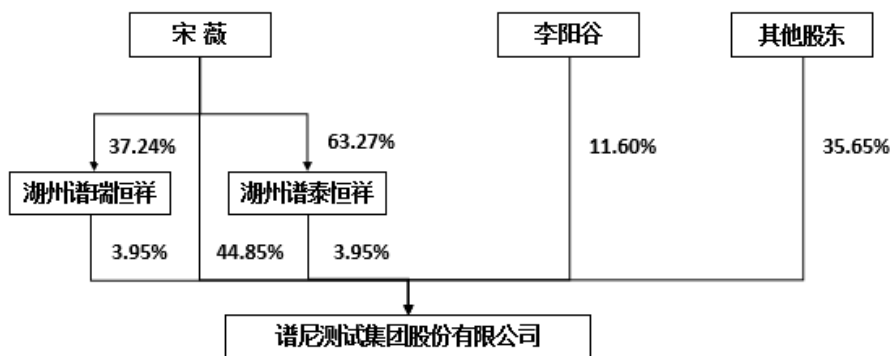 宋 薇
李阳谷
其他股东
37.24%
63.27%
11.60%
35.65%
湖州谱瑞恒祥
湖州谱泰恒祥
3.95%
44.85%
3.95%
谱尼测试集团股份有限公司